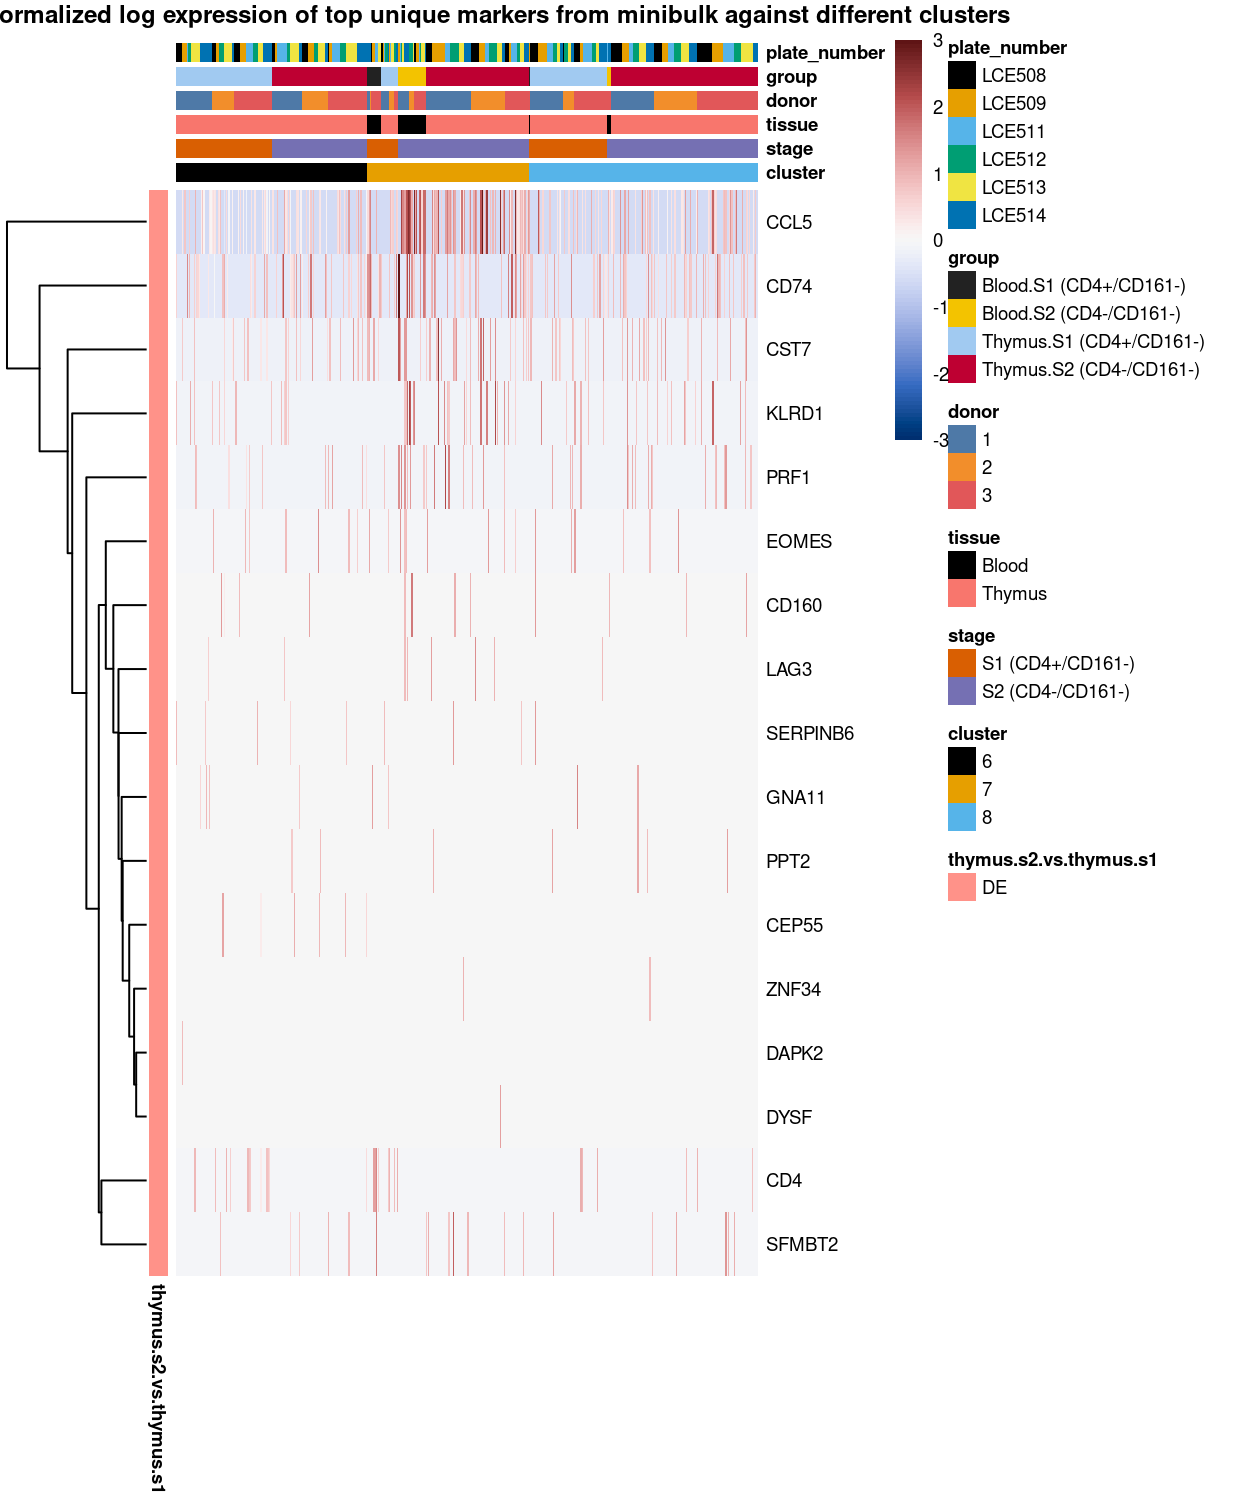 ormalized log expression of top unique markers from minibulk against different clusters
plate_number
group
donor
tissue
stage
cluster
CCL5
CD74
CST7
KLRD1
PRF1
EOMES
CD160
LAG3
SERPINB6
GNA11
PPT2
CEP55
ZNF34
DAPK2
DYSF
CD4
SFMBT2
thymus.s2.vs.thymus.s1
3
2
1
0
-1
-2
-3
plate_number
LCE508
LCE509
LCE511
LCE512
LCE513
LCE514
group
Blood.S1 (CD4+/CD161-)
Blood.S2 (CD4-/CD161-)
Thymus.S1 (CD4+/CD161-)
Thymus.S2 (CD4-/CD161-)
donor
1
2
3
tissue
Blood
Thymus
stage
S1 (CD4+/CD161-)
S2 (CD4-/CD161-)
cluster
6
7
8
thymus.s2.vs.thymus.s1
DE